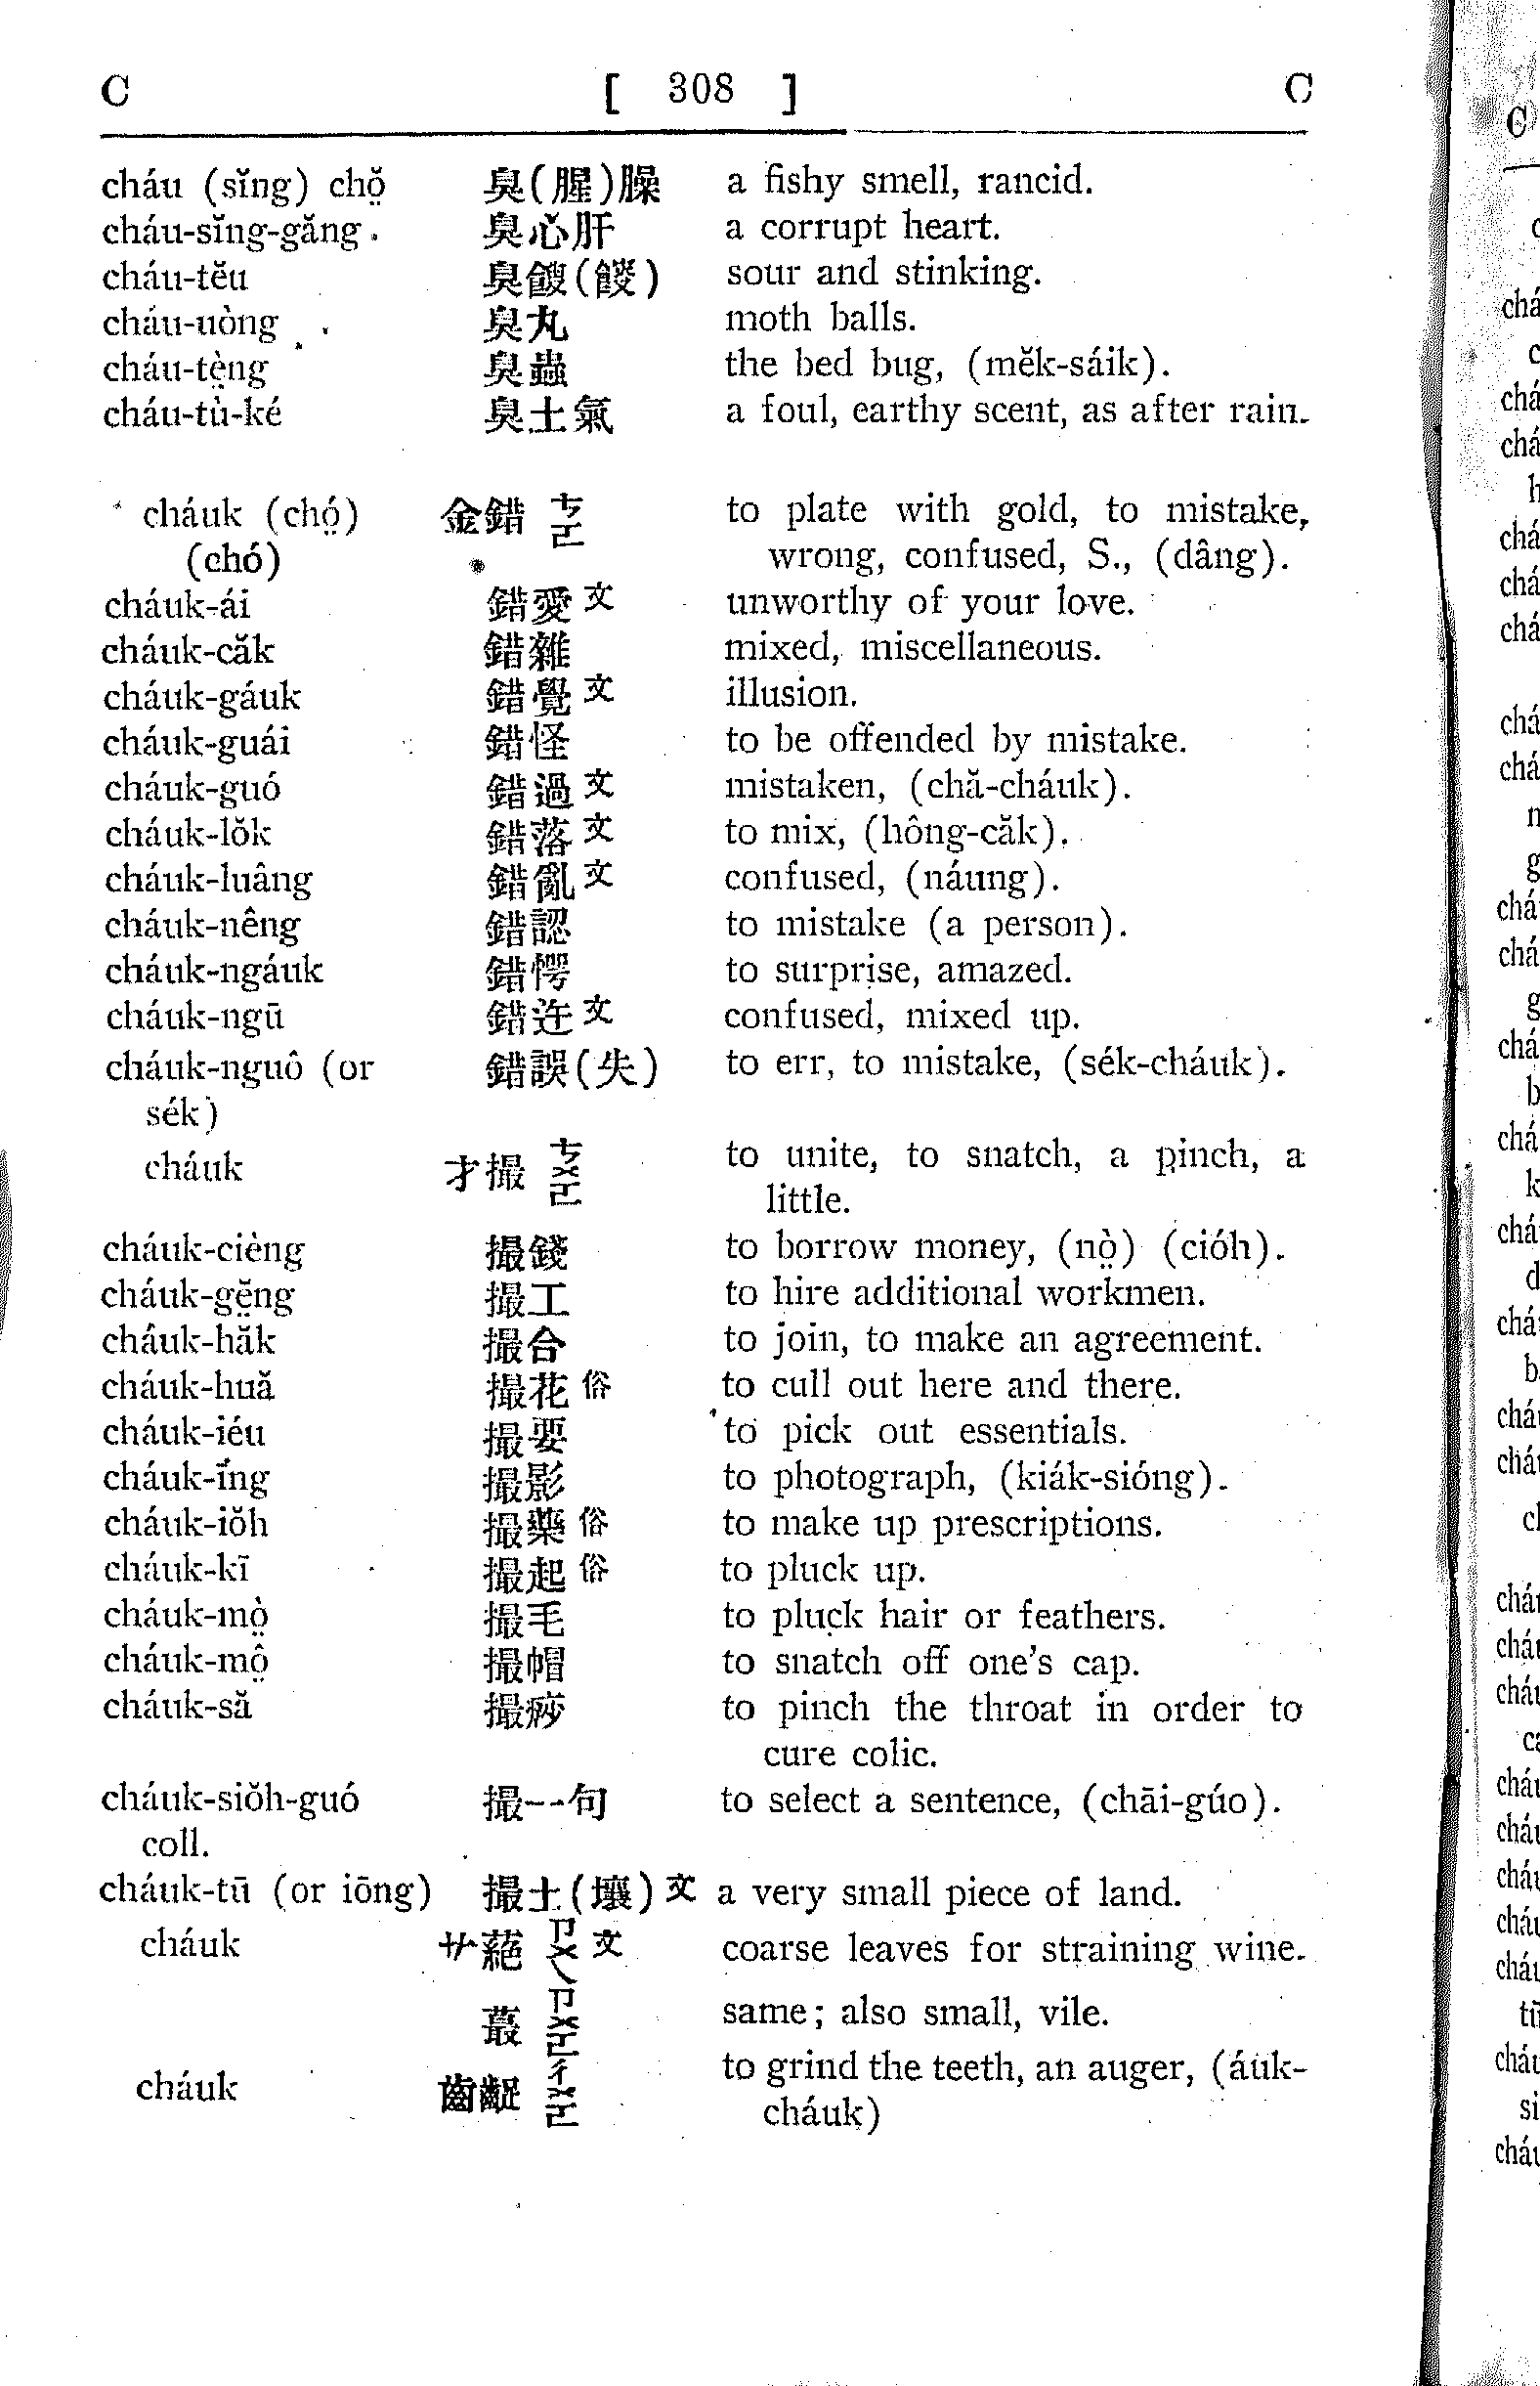 C [ 308 ] C
cháu (sĭng) chŏ̤ 臭(腥)臊 a fishy smell, rancid.
cháu-sĭng-găng 臭心肝 a corrupt heart.
cháu-tĕu 臭餿(餿) sour and stinking.
cháu-uòng 臭丸 moth balls.
cháu-tè̤ng 臭蟲 the bed bug, (mĕk-sáik).
cháu-tù-ké 臭土氣 a foul, earthy scent, as after rain.
cháuk (chó̤) 金錯 ㄘㄛ to plate with gold, to mistake,
(chó) wrong, confused, S., (dâng).
cháuk-ái 錯愛文 unworthy of your love.
cháuk-căk 錯雜 mixed, miscellaneous.
cháuk-gáuk 錯覺文 illusion.
cháuk-guái 錯怪 to be offended by mistake.
cháuk-guó 錯過文 mistaken, (chă-cháuk).
cháuk-lŏk 錯落文 to mix, (hông-căk).
cháuk-luâng 錯亂文 confused, (náung).
cháuk-nêng 錯認 to mistake (a person).
cháuk-ngáuk 錯愕 to surprise, amazed.
cháuk-ngū 錯迕文 confused, mixed up.
cháuk-nguô (or 錯誤(失) to err, to mistake, (sék-cháuk).
sék)
cháuk 才撮 ㄘㄨㄛ to unite, to snatch, a pinch, a
little.
cháuk-cièng 撮錢 to borrow money, (nò̤) (cióh).
cháuk-gĕ̤ng 撮工 to hire additional workmen.
cháuk-hăk 撮合 to join, to make an agreement.
cháuk-huă 撮花俗 to cull out here and there.
cháuk-iéu 撮要 to pick out essentials.
cháuk-īng 撮影 to photograph, (kiák-sióng).
cháuk-iŏh 撮藥俗 to make up prescriptions.
cháuk-kī 撮起俗 to pluck up.
cháuk-mò̤ 撮毛 to pluck hair or feathers.
cháuk-mô̤ 撮帽 to snatch off one's cap.
cháuk-să 撮痧 to pinch the throat in order to
cure colic.
cháuk-siŏh-guó 撮一句 to select a sentence, (chāi-gúo).
coll.
cháuk-tū (or iōng) 撮土(壤)文 a very small piece of land.
cháuk 艹蕝 ㄗㄨㄟ文 coarse leaves for straining wine.
蕞 ㄗㄨㄛ same; also small, vile.
cháuk 齒齪 ㄔㄨㄛ to grind the teeth, an auger, (áuk-
cháuk)